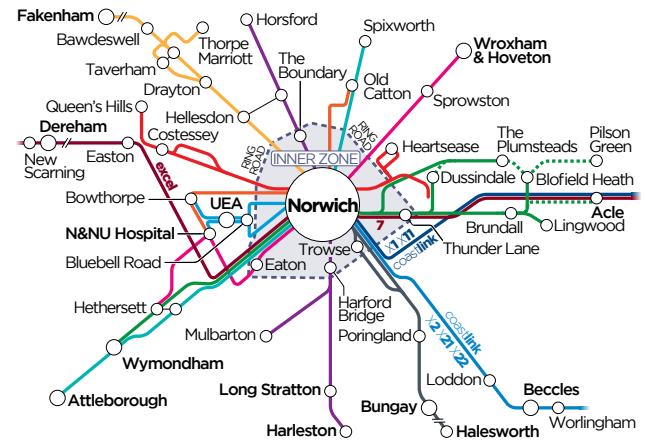 Fakenham
Bawdeswell
Thorpe
Marriott
Taverham
Drayton
Hellesdon
Horsford
The
Boundary
Spixworth
Old
Catton
Wroxham
& Hoveton
Sprowston
Queen's Hills
Costessey
Dereham
New
Scarning
Easton
excel
RING
ROAD
RING
ROAD
INNER ZONE
Heartsease
The
Plumsteads
Pilson
Green
Dussindale
Blofield Heath
Bowthorpe
UEA
Norwich
N&NU Hospital
Bluebell Road
Eaton
Trowse
7
X1 X11
coastlink
Thunder Lane
Brundall
Lingwood
Acle
Hethersett
Harford
Bridge
Mulbarton
Poringland
coastlink
X2 X21 X22
Wymondham
Attleborough
Long Stratton
Harleston
Loddon
Bungay
Halesworth
Beccles
Worlingham